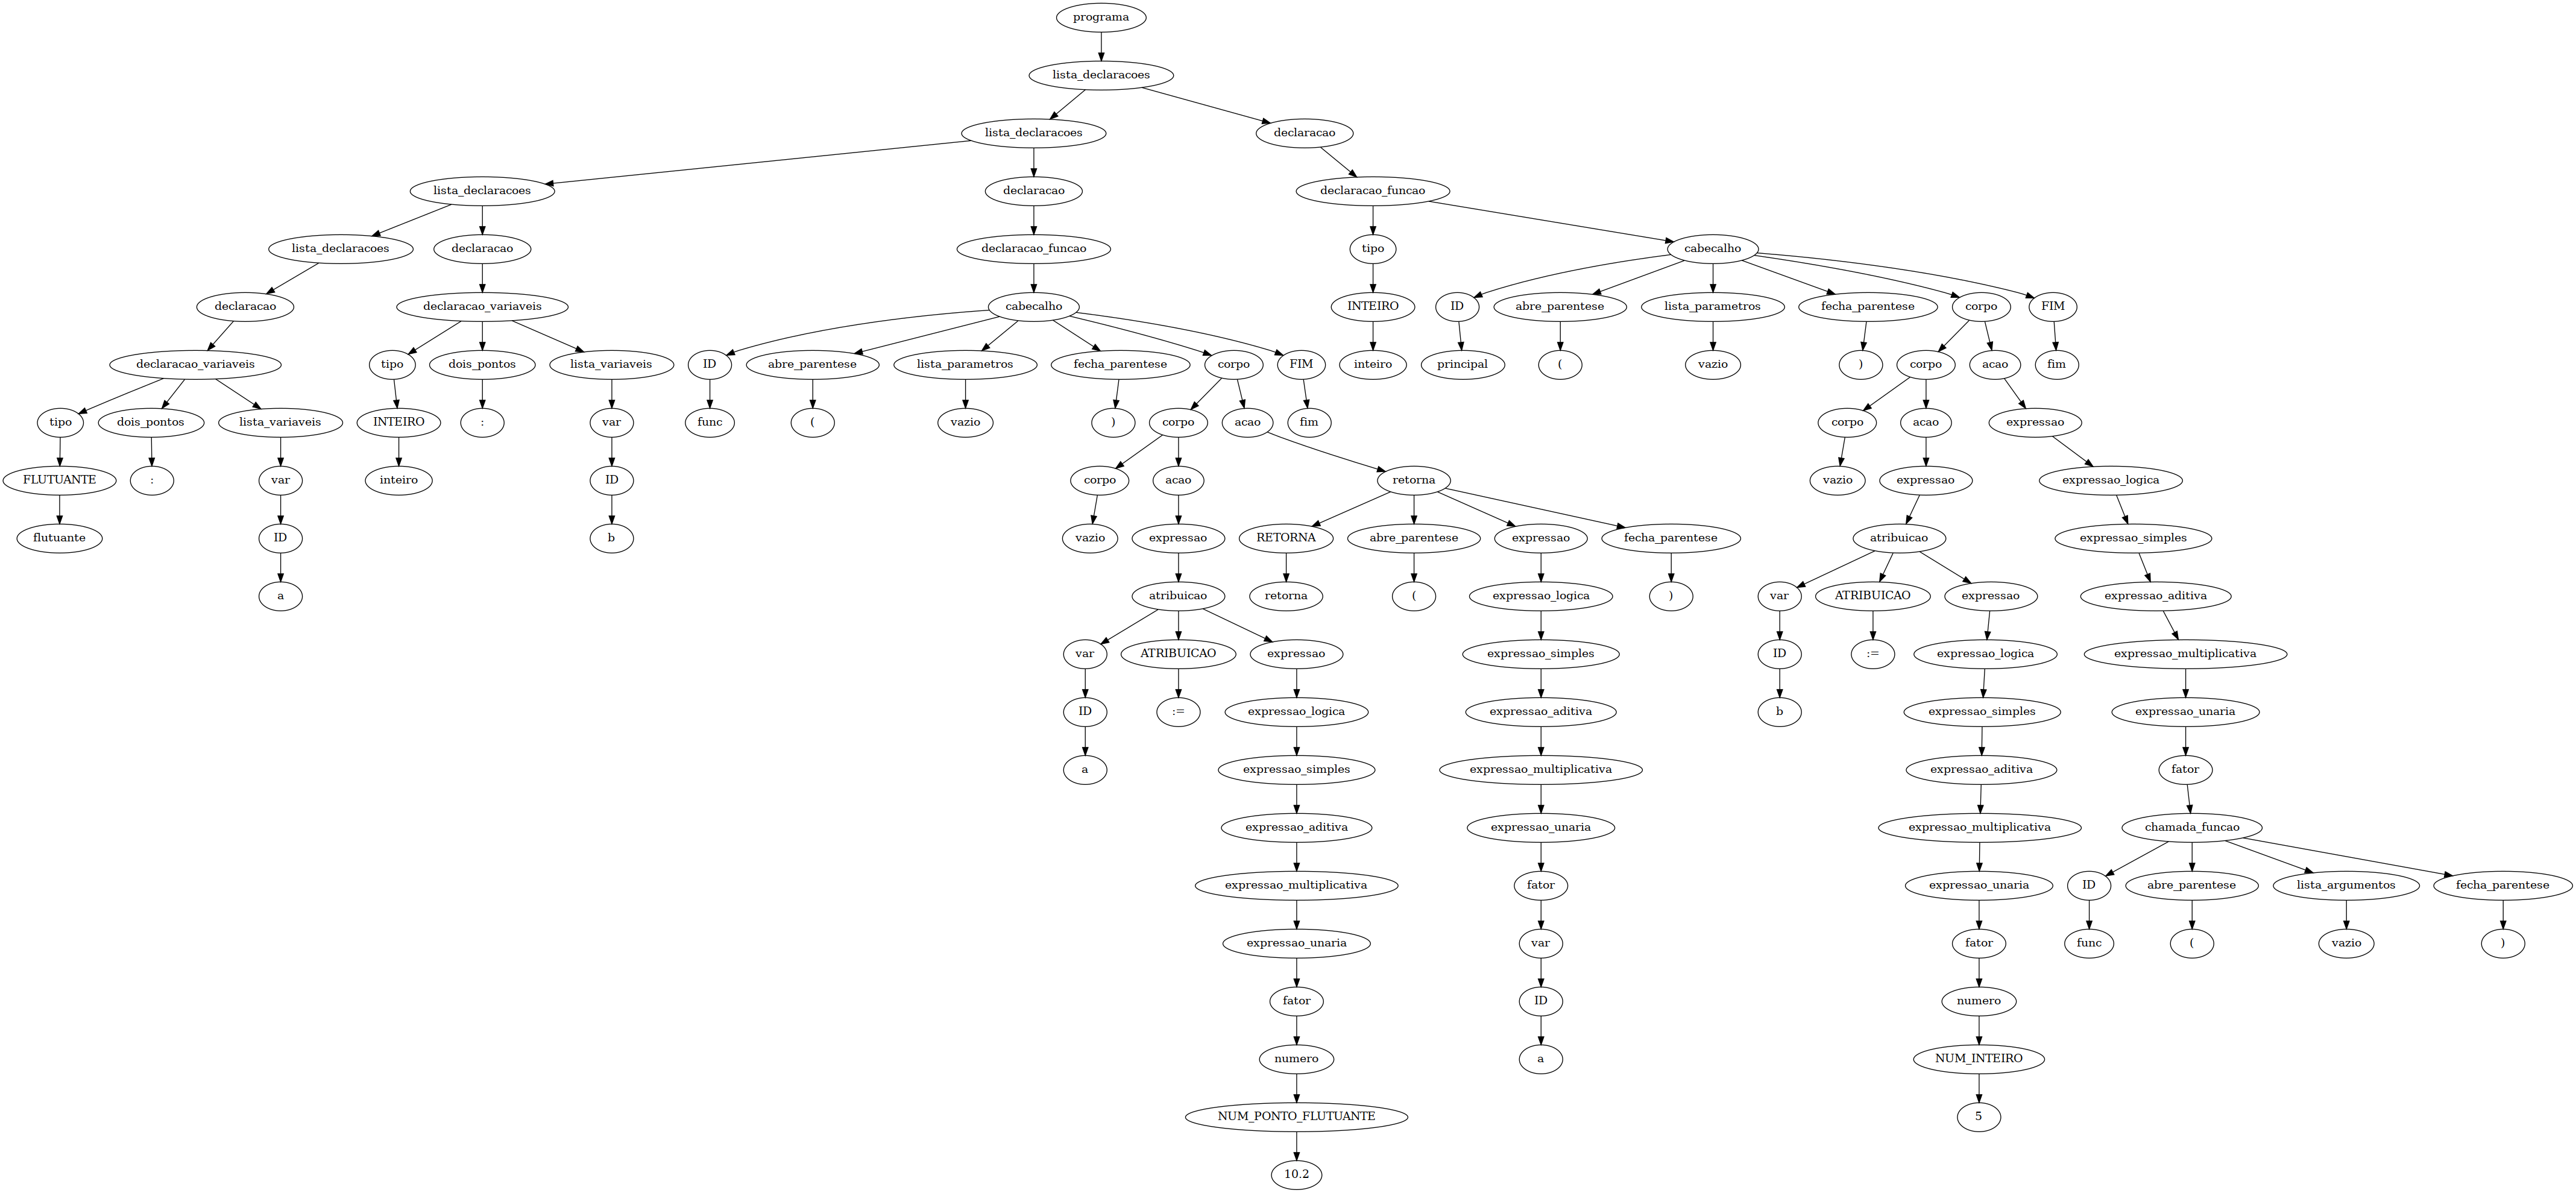 programa
lista_declaracoes
lista_declaracoes
declaracao
lista_declaracoes
declaracao
declaracao_funcao
lista_declaracoes
declaracao
declaracao_funcao
tipo
cabecalho
declaracao
declaracao_variaveis
cabecalho
INTEIRO
ID
abre_parentese
lista_parametros
fecha_parentese
corpo
FIM
declaracao_variaveis
tipo
dois_pontos
lista_variaveis
ID
abre_parentese
lista_parametros
fecha_parentese
corpo
FIM
inteiro
principal
(
vazio
)
corpo
acao
fim
tipo
dois_pontos
lista_variaveis
INTEIRO
:
var
func
(
vazio
)
corpo
acao
fim
corpo
acao
expressao
FLUTUANTE
:
var
inteiro
ID
corpo
acao
retorna
vazio
expressao
expressao_logica
flutuante
ID
b
vazio
expressao
RETORNA
abre_parentese
expressao
fecha_parentese
atribuicao
expressao_simples
a
atribuicao
retorna
(
expressao_logica
)
var
ATRIBUICAO
expressao
expressao_aditiva
var
ATRIBUICAO
expressao
expressao_simples
ID
:=
expressao_logica
expressao_multiplicativa
ID
:=
expressao_logica
expressao_aditiva
b
expressao_simples
expressao_unaria
a
expressao_simples
expressao_multiplicativa
expressao_aditiva
fator
expressao_aditiva
expressao_unaria
expressao_multiplicativa
chamada_funcao
expressao_multiplicativa
fator
expressao_unaria
ID
abre_parentese
lista_argumentos
fecha_parentese
expressao_unaria
var
fator
func
(
vazio
)
fator
ID
numero
numero
a
NUM_INTEIRO
NUM_PONTO_FLUTUANTE
5
10.2